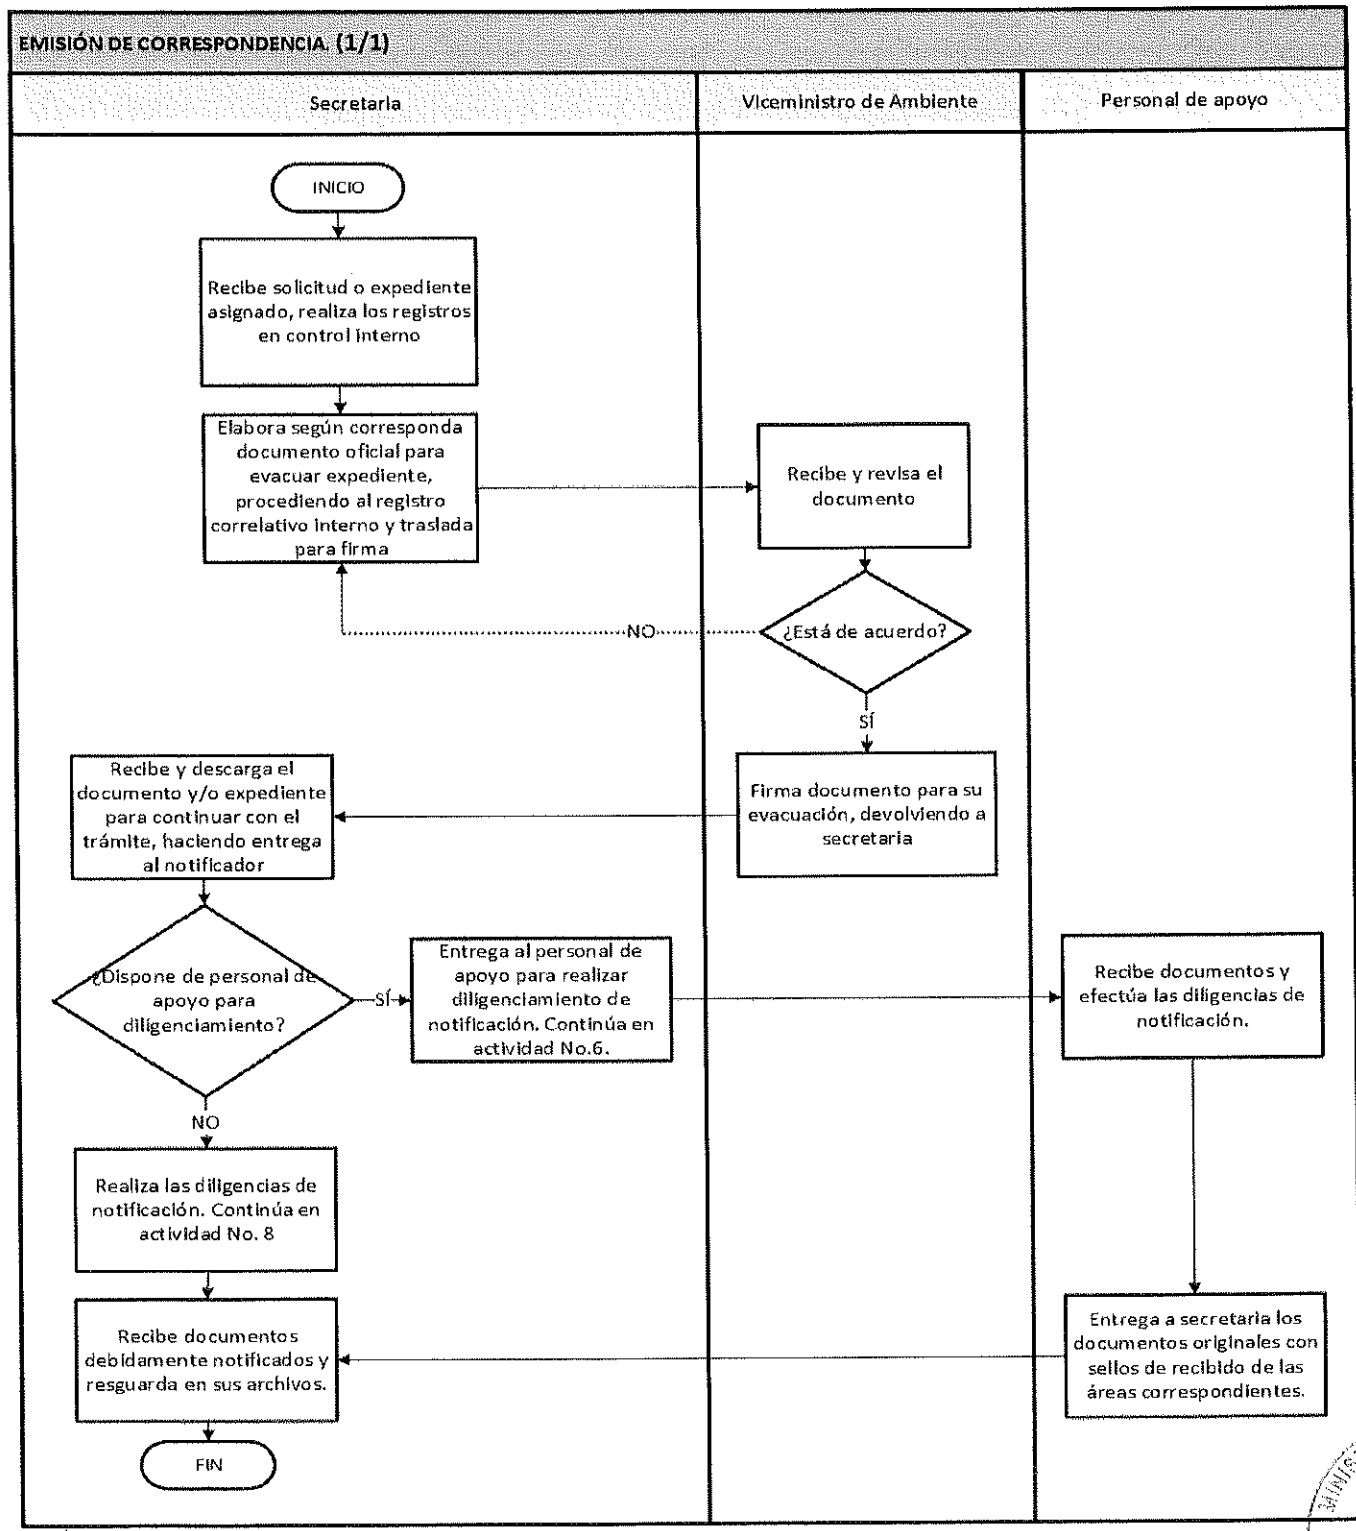 EMISIÓN DE CORRESPONDENCIA. (1/1)
Secretaria
Viceministro de Ambiente
Personal de apoyo
INICIO
Recibe solicitud o expediente
asignado, realiza los registros
en control interno
Elabora según corresponda
documento oficial para
evacuar expediente,
procediendo al registro
correlativo interno y traslada
para firma
Recibe y revisa el
documento
¿Está de acuerdo?
NO
SÍ
Firma documento para su
evacuación, devolviendo a
secretaria
Recibe y descarga el
documento y/o expediente
para continuar con el
trámite, haciendo entrega
al notificador
¿Dispone de personal de
apoyo para
diligenciamiento?
SÍ
Entrega al personal de
apoyo para realizar
diligenciamiento de
notificación. Continúa en
actividad No.6.
Recibe documentos y
efectúa las diligencias de
notificación.
NO
Realiza las diligencias de
notificación. Continúa en
actividad No. 8
Entrega a secretaria los
documentos originales con
sellos de recibido de las
áreas correspondientes.
Recibe documentos
debidamente notificados y
resguarda en sus archivos.
FIN